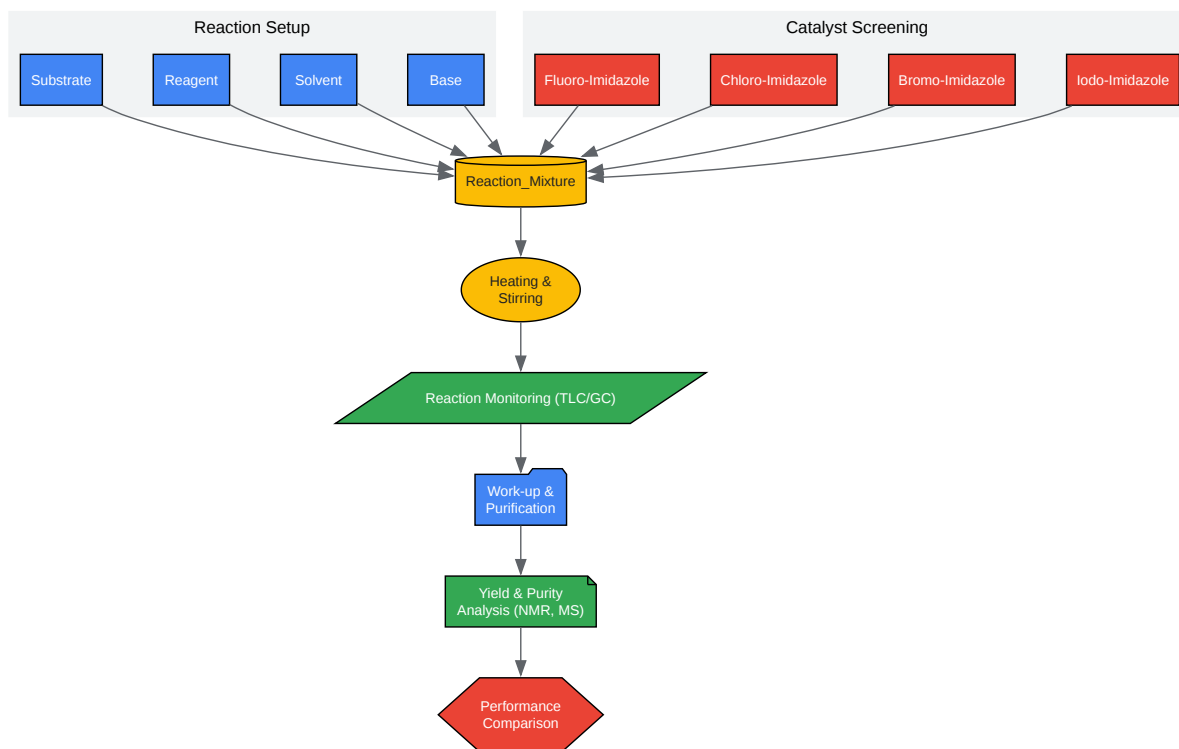 Reaction Setup
Catalyst Screening
Substrate
Reagent
Solvent
Base
Fluoro-Imidazole
Chloro-Imidazole
Bromo-Imidazole
Iodo-Imidazole
Reaction_Mixture
Heating &
Stirring
Reaction Monitoring (TLC/GC)
Work-up &
Purification
Yield & Purity
Analysis (NMR, MS)
Performance
Comparison